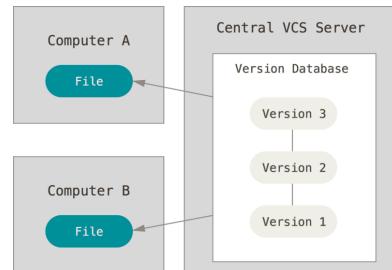 Computer A
File
Computer B
File
Central VCS Server
Version Database
Version 3
Version 2
Version 1